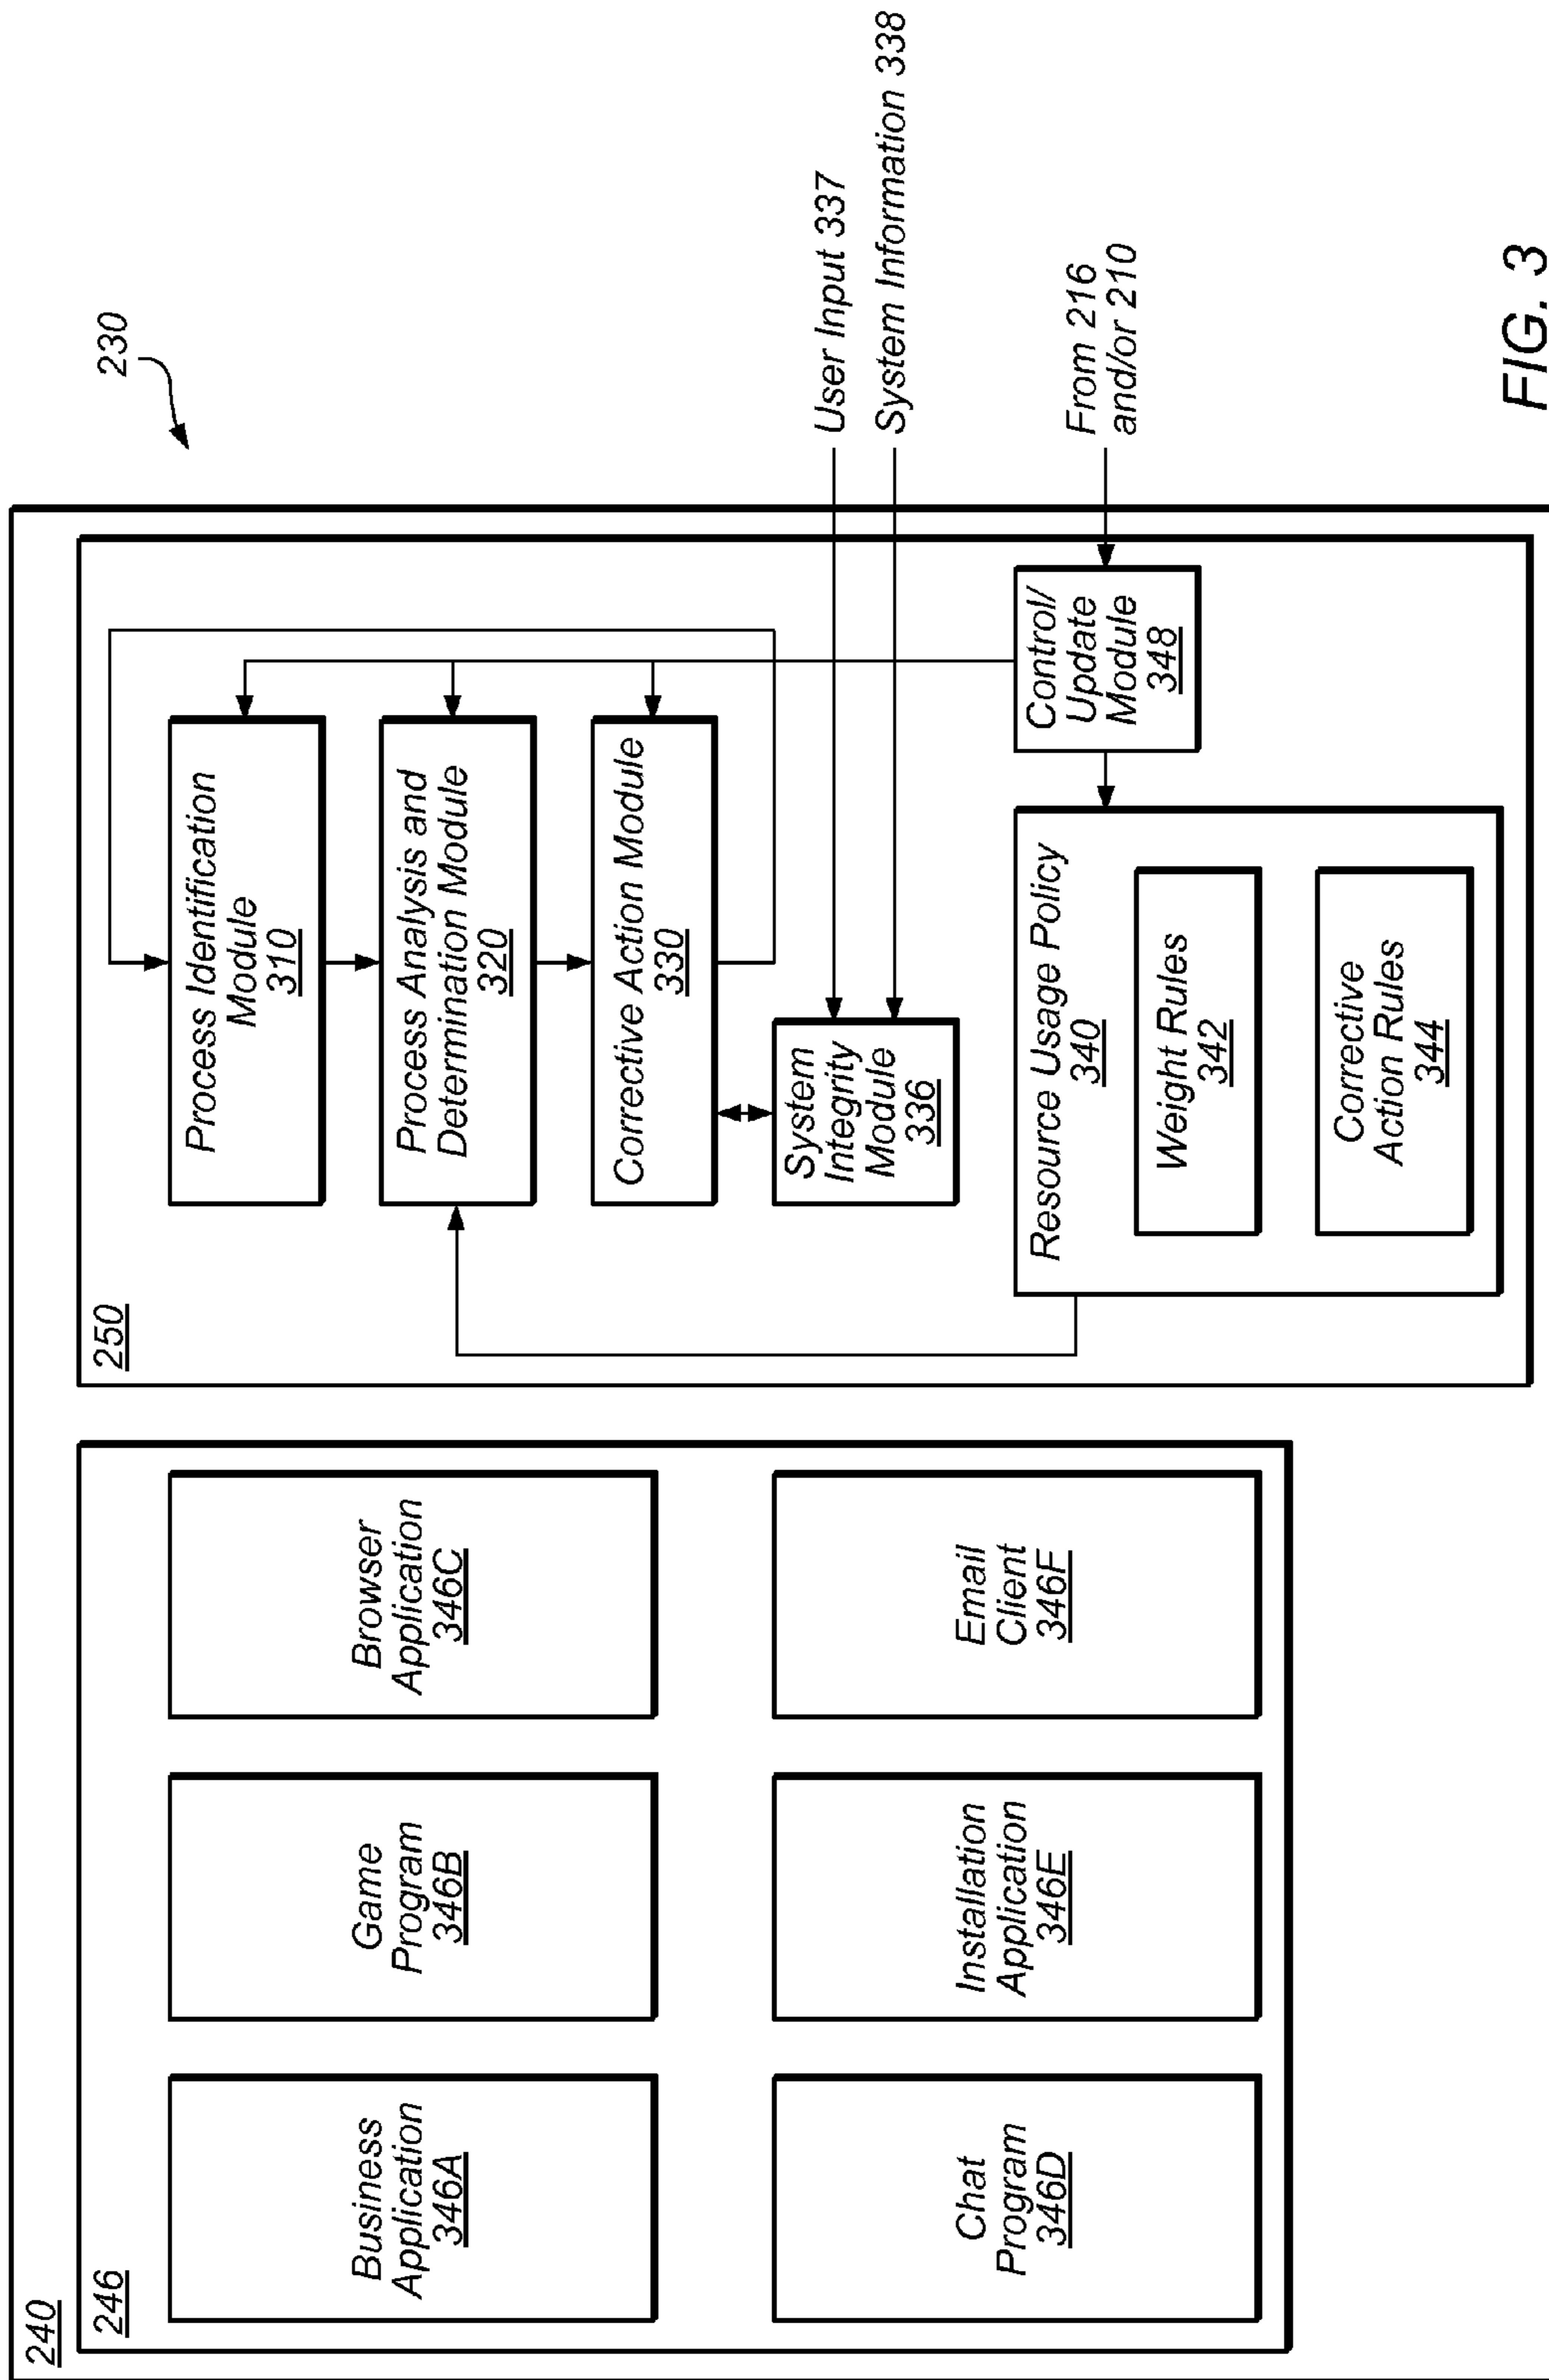 230
240
246
Business
Application
346A
Game
Program
346B
Browser
Application
346C
Chat
Program
346D
Installation
Application
346E
Email
Client
346F
250
Process Identification
Module
310
Process Analysis and
Determination Module
320
Corrective Action Module
330
System
Integrity
Module
336
User Input 337
System Information 338
Resource Usage Policy
340
Weight Rules
342
Corrective
Action Rules
344
Control/
Update
Module
348
From 216
and/or 210
FIG. 3